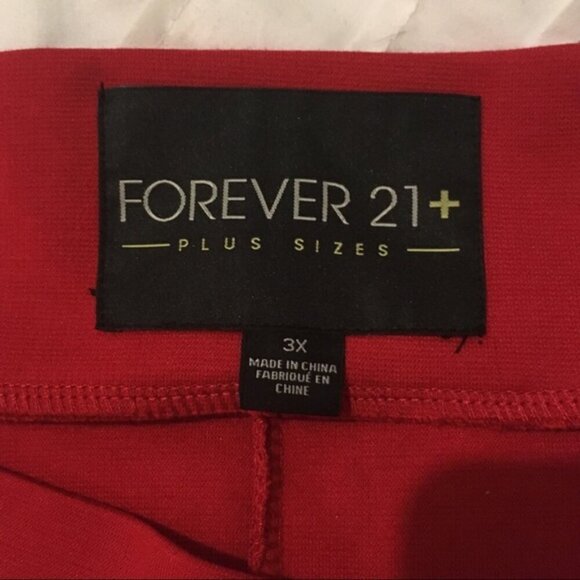 FOREVER 21+
PLUS SIZES
3X
MADE IN CHINA
FABRIQUÉ EN
CHINE